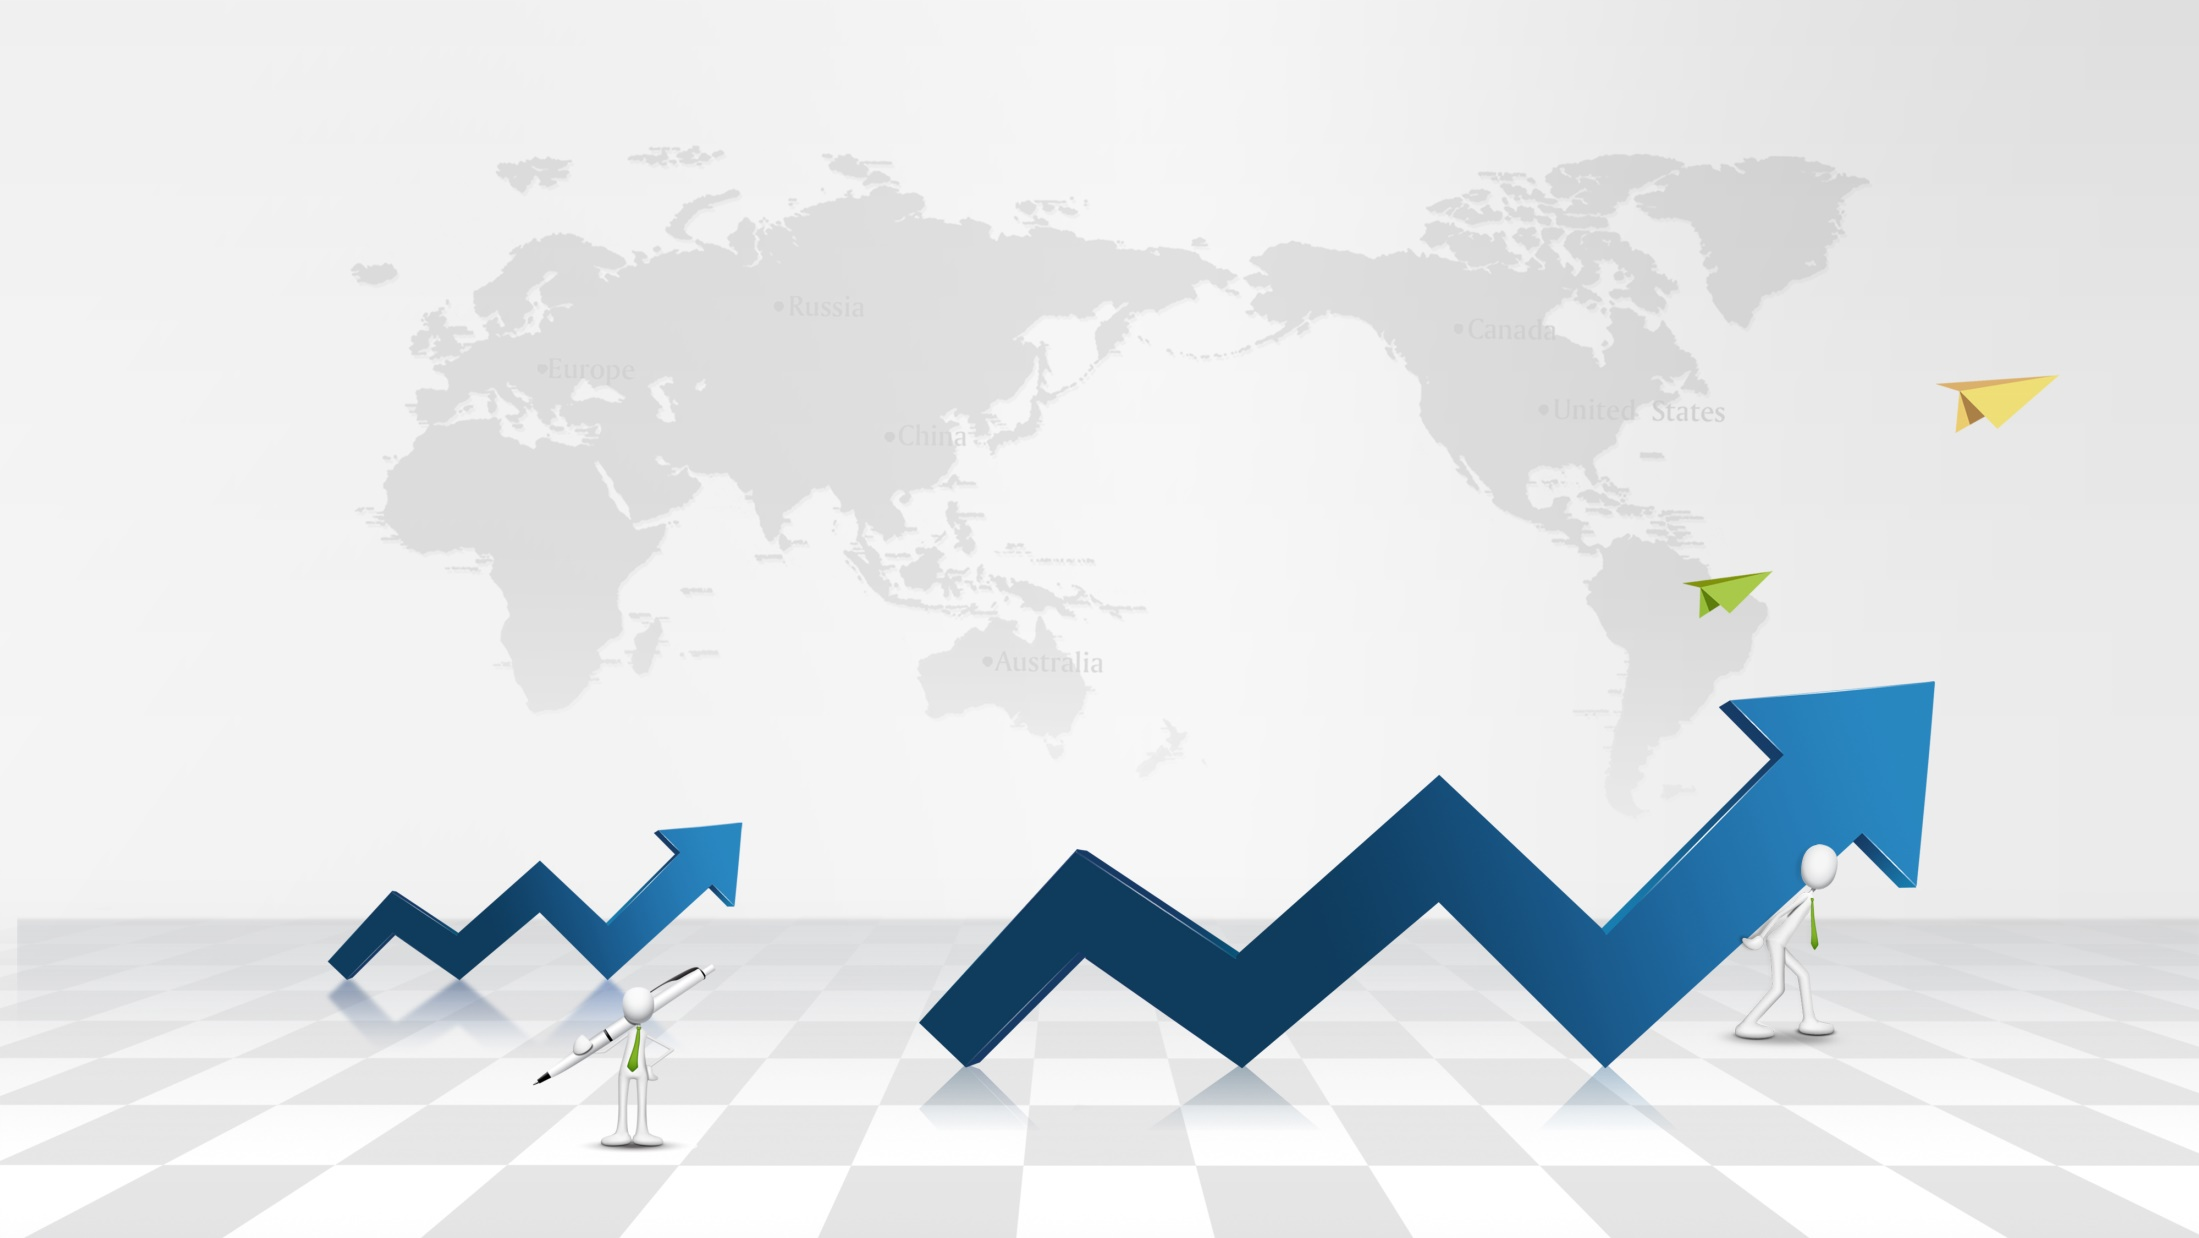 Russia
Canada
Europe
United States
China
Australia